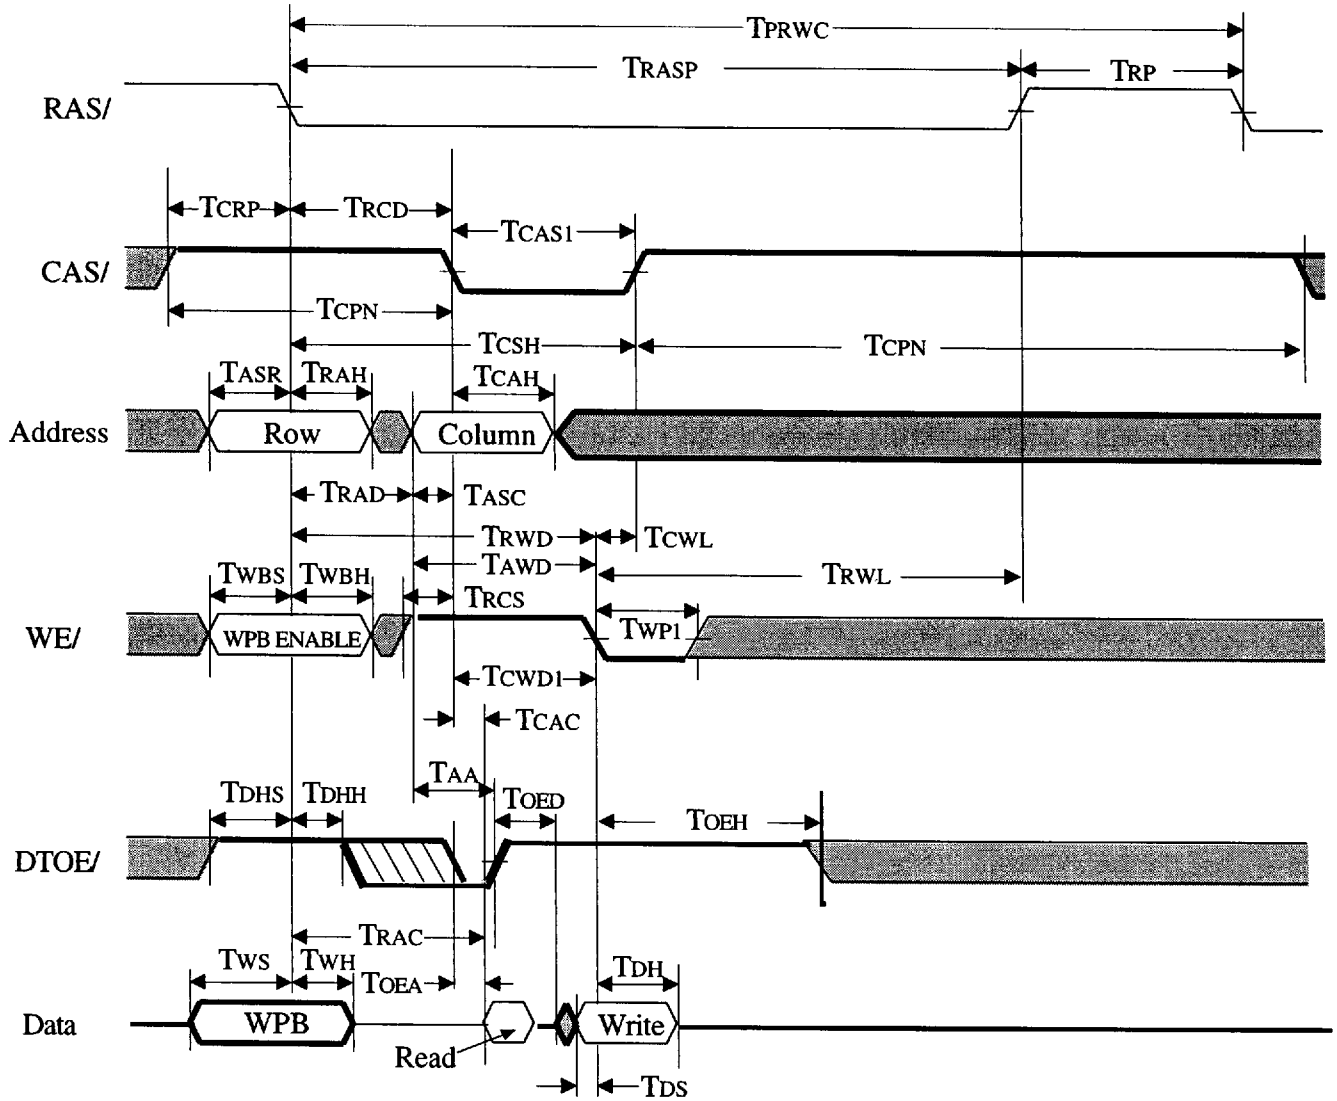 TPRWC
TRASP TRP
RAS/
TCRP TRCD TCAS1
CAS/
TCPN TCSH TCPN
TASR TRAH TCAH
Address Row Column
TRAD TASC
TRWD TCWL
TAWD TRWL
TWBS TWBH TRCS
WE/ WPB ENABLE TWP1
TCWD1
TCAC
TAA
TDHS TDHH TOED TOEH
DTOE/
TRAC
TWS TWH TOEA TDH
Data WPB Read Write
TDS